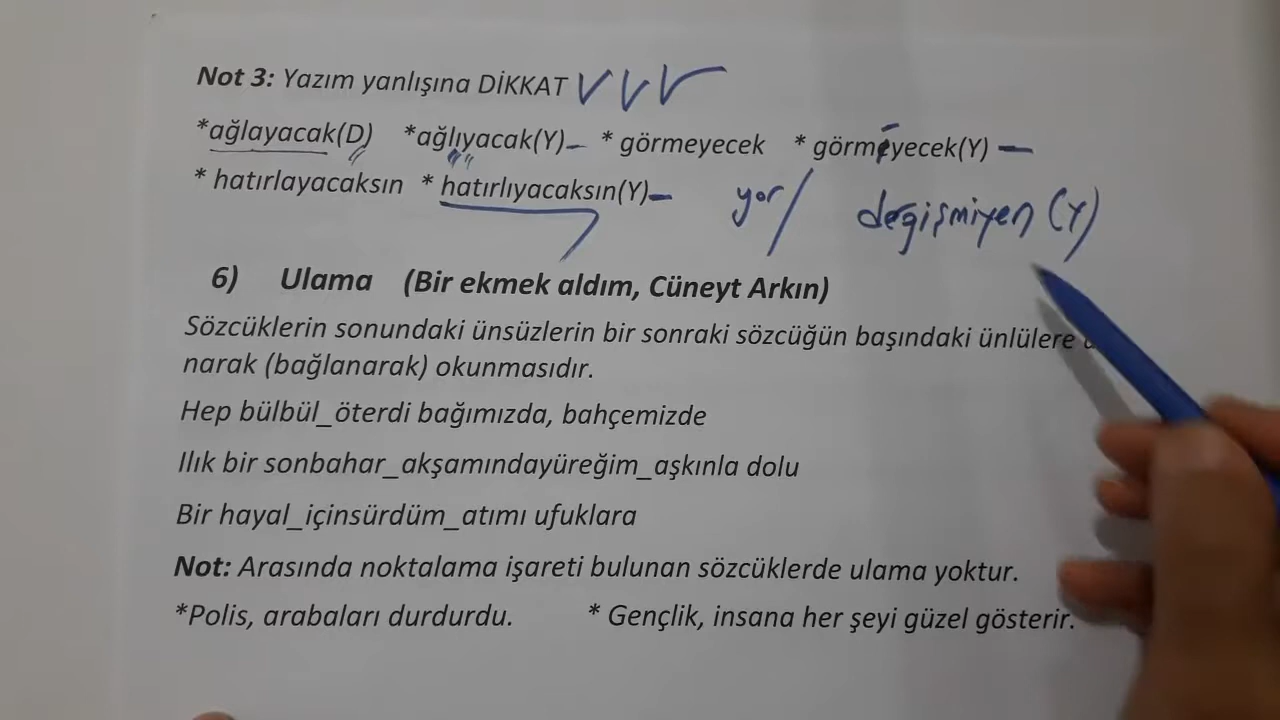 Not 3: Yazım yanlışına DİKKAT
*ağlayacak(D) *ağlıyacak(Y) * görmeyecek * görmiyecek(Y)
* hatırlayacaksın * hatırlıyacaksın(Y) yor değişmiyen (Y)
6) Ulama (Bir ekmek aldım, Cüneyt Arkın)
Sözcüklerin sonundaki ünsüzlerin bir sonraki sözcüğün başındaki ünlülere
narak (bağlanarak) okunmasıdır.
Hep bülbül_öterdi bağımızda, bahçemizde
Ilık bir sonbahar_akşamındayüreğim_aşkınla dolu
Bir hayal_içinsürdüm_atımı ufuklara
Not: Arasında noktalama işareti bulunan sözcüklerde ulama yoktur.
*Polis, arabaları durdurdu. * Gençlik, insana her şeyi güzel gösterir.